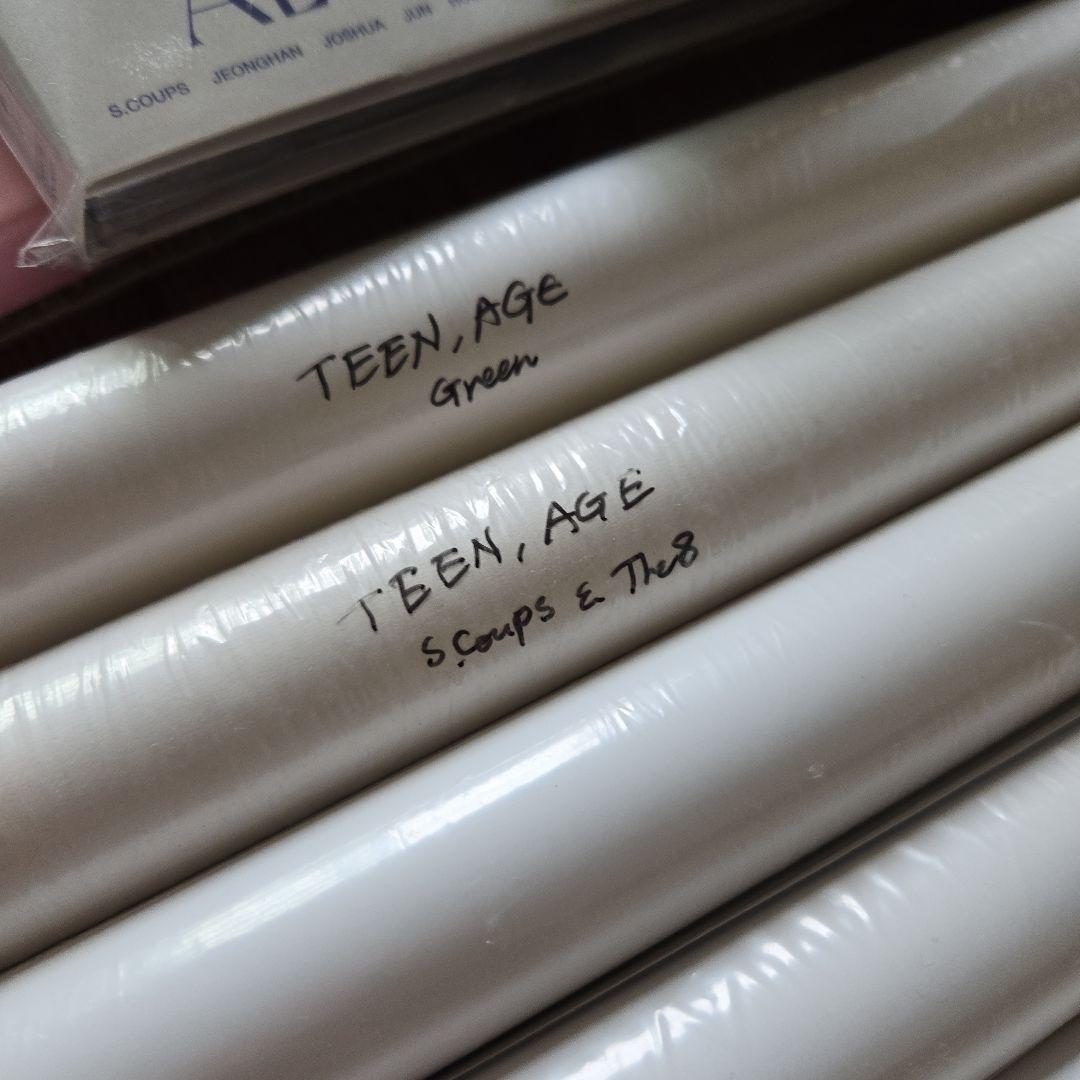 S.COUPS JEONGHAN JOSHUA JUN
TEEN, AGE
Green
TEEN, AGE
S.Coups & The8